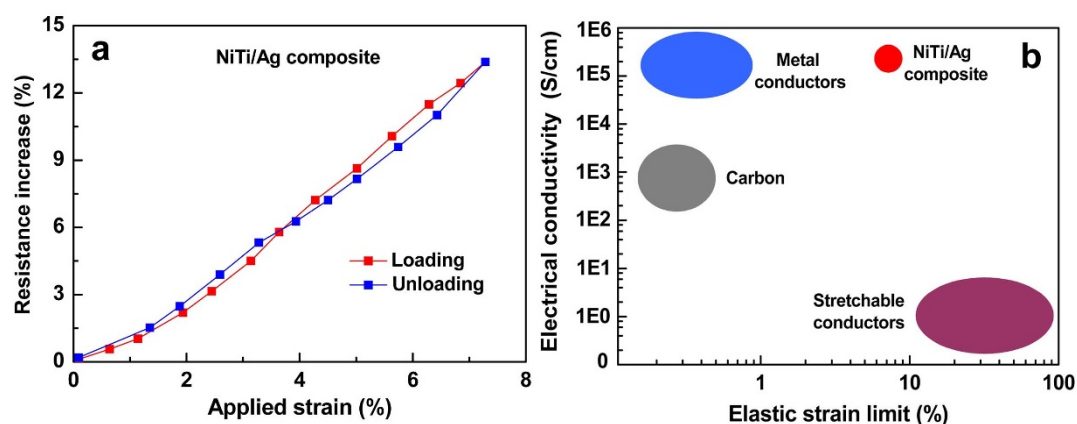 a
NiTi/Ag composite
Resistance increase (%)
15
12
9
6
3
0
Loading
Unloading
0
2
4
6
8
Applied strain (%)
b
Electrical conductivity (S/cm)
1E6
1E5
1E4
1E3
1E2
1E1
1E0
0
Metal
conductors
NiTi/Ag
composite
Carbon
Stretchable
conductors
1
10
100
Elastic strain limit (%)